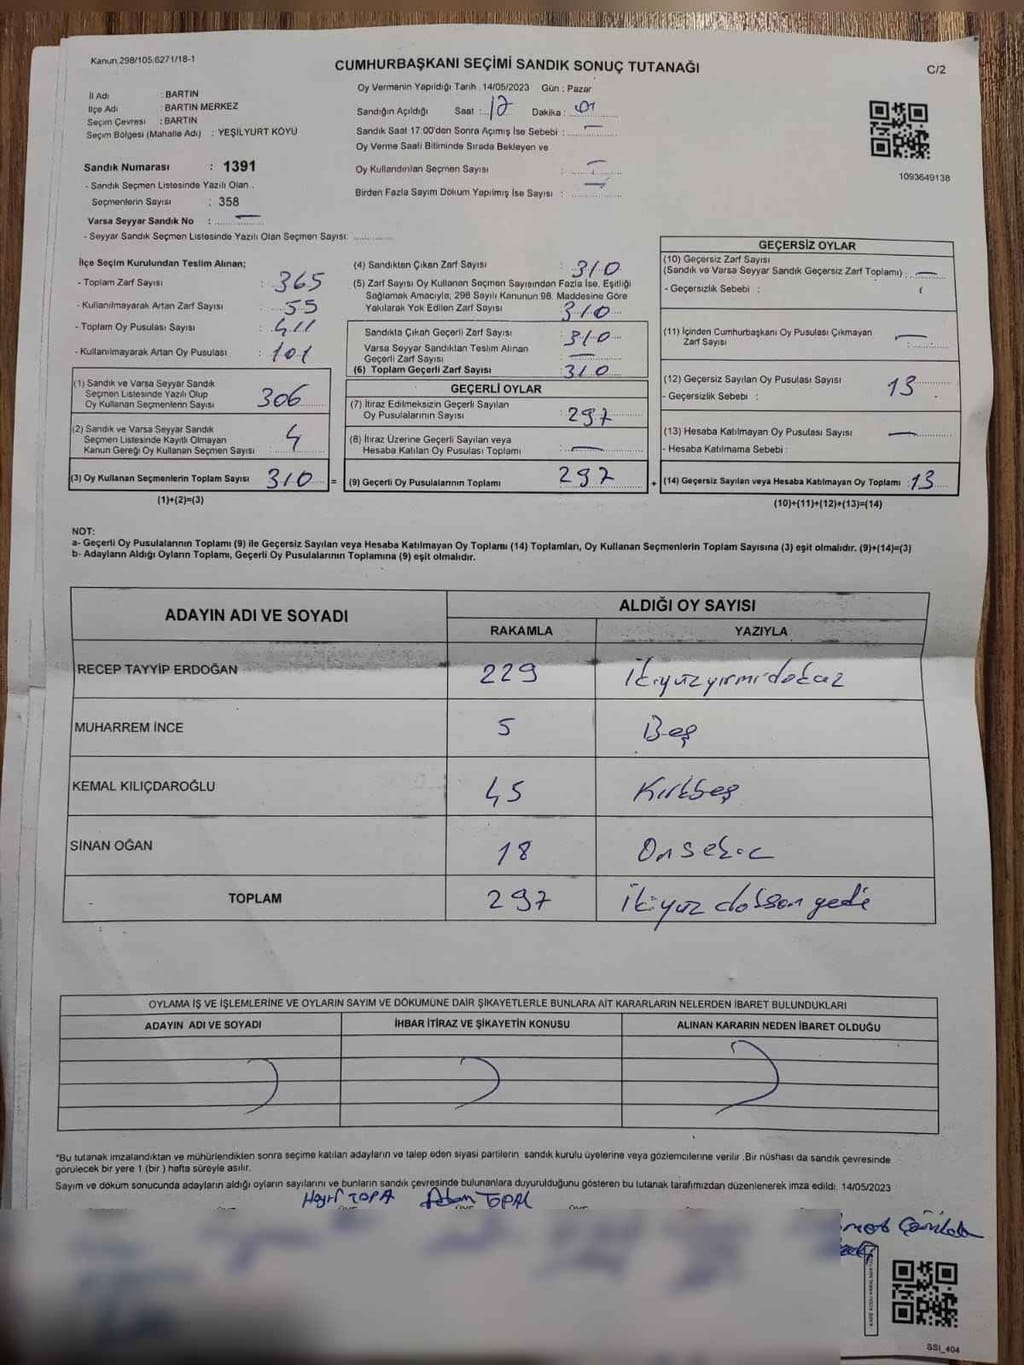 Kanun.298/105.6271/18-1
CUMHURBAŞKANI SEÇİMİ SANDIK SONUÇ TUTANAĞI
C/2
İl Adı : BARTIN
İlçe Adı : BARTIN MERKEZ
Seçim Çevresi : BARTIN
Seçim Bölgesi (Mahalle Adı) : YEŞİLYURT KÖYÜ
Sandık Numarası : 1391
- Sandık Seçmen Listesinde Yazılı Olan
Seçmenlerin Sayısı : 358
Varsa Seyyar Sandık No : —
- Seyyar Sandık Seçmen Listesinde Yazılı Olan Seçmen Sayısı:
Oy Vermenin Yapıldığı Tarih 14/05/2023 Gün : Pazar
Sandığın Açıldığı Saat : 17 Dakika : 01
Sandık Saat 17:00'den Sonra Açımış İse Sebebi : —
Oy Verme Saati Bitiminde Sırada Bekleyen ve
Oy Kullandırılan Seçmen Sayısı : —
Birden Fazla Sayım Döküm Yapılmış İse Sayısı : —
1093649138
İlçe Seçim Kurulundan Teslim Alınan;
- Toplam Zarf Sayısı : 365
- Kullanılmayarak Artan Zarf Sayısı : 55
- Toplam Oy Pusulası Sayısı : 411
- Kullanılmayarak Artan Oy Pusulası : 101
(1) Sandık ve Varsa Seyyar Sandık
Seçmen Listesinde Yazılı Olup
Oy Kullanan Seçmenlerin Sayısı 306
(2) Sandık ve Varsa Seyyar Sandık
Seçmen Listesinde Kayıtlı Olmayan
Kanun Gereği Oy Kullanan Seçmen Sayısı 4
(3) Oy Kullanan Seçmenlerin Toplam Sayısı 310 =
(1)+(2)=(3)
(4) Sandıktan Çıkan Zarf Sayısı : 310
(5) Zarf Sayısı Oy Kullanan Seçmen Sayısından Fazla İse, Eşitliği
Sağlamak Amacıyla, 298 Sayılı Kanunun 98. Maddesine Göre
Yakılarak Yok Edilen Zarf Sayısı : 310
Sandıkta Çıkan Geçerli Zarf Sayısı : 310
Varsa Seyyar Sandıktan Teslim Alınan
Geçerli Zarf Sayısı : —
(6) Toplam Geçerli Zarf Sayısı : 310
GEÇERLİ OYLAR
(7) İtiraz Edilmeksizin Geçerli Sayılan
Oy Pusulalarının Sayısı : 297
(8) İtiraz Üzerine Geçerli Sayılan veya
Hesaba Katılan Oy Pusulası Toplamı : —
(9) Geçerli Oy Pusulalarının Toplamı 297 +
GEÇERSİZ OYLAR
(10) Geçersiz Zarf Sayısı
(Sandık ve Varsa Seyyar Sandık Geçersiz Zarf Toplamı) : —
- Geçersizlik Sebebi :
(11) İçinden Cumhurbaşkanı Oy Pusulası Çıkmayan
Zarf Sayısı : —
(12) Geçersiz Sayılan Oy Pusulası Sayısı 13
- Geçersizlik Sebebi :
(13) Hesaba Katılmayan Oy Pusulası Sayısı —
- Hesaba Katılmama Sebebi :
(14) Geçersiz Sayılan veya Hesaba Katılmayan Oy Toplamı : 13
(10)+(11)+(12)+(13)=(14)
NOT:
a- Geçerli Oy Pusulalarının Toplamı (9) ile Geçersiz Sayılan veya Hesaba Katılmayan Oy Toplamı (14) Toplamları, Oy Kullanan Seçmenlerin Toplam Sayısına (3) eşit olmalıdır. (9)+(14)=(3)
b- Adayların Aldığı Oyların Toplamı, Geçerli Oy Pusulalarının Toplamına (9) eşit olmalıdır.
ADAYIN ADI VE SOYADI
ALDIĞI OY SAYISI
RAKAMLA YAZIYLA
RECEP TAYYİP ERDOĞAN 229 İkiyüzyirmidokuz
MUHARREM İNCE 5 Beş
KEMAL KILIÇDAROĞLU 45 Kırkbeş
SİNAN OĞAN 18 Onsekiz
TOPLAM 297 İkiyüz doksan yedi
OYLAMA İŞ VE İŞLEMLERİNE VE OYLARIN SAYIM VE DÖKÜMÜNE DAİR ŞİKAYETLERLE BUNLARA AİT KARARLARIN NELERDEN İBARET BULUNDUKLARI
ADAYIN ADI VE SOYADI İHBAR İTİRAZ VE ŞİKAYETİN KONUSU ALINAN KARARIN NEDEN İBARET OLDUĞU
*Bu tutanak imzalandıktan ve mühürlendikten sonra seçime katılan adayların ve talep eden siyasi partilerin sandık kurulu üyelerine veya gözlemcilerine verilir. Bir nüshası da sandık çevresinde
görülecek bir yere 1 (bir) hafta süreyle asılır.
Sayım ve döküm sonucunda adayların aldığı oyların sayılarını ve bunların sandık çevresinde bulunanlara duyurulduğunu gösteren bu tutanak tarafımızdan düzenlenerek imza edildi. 14/05/2023
TOPAL
SSI_404